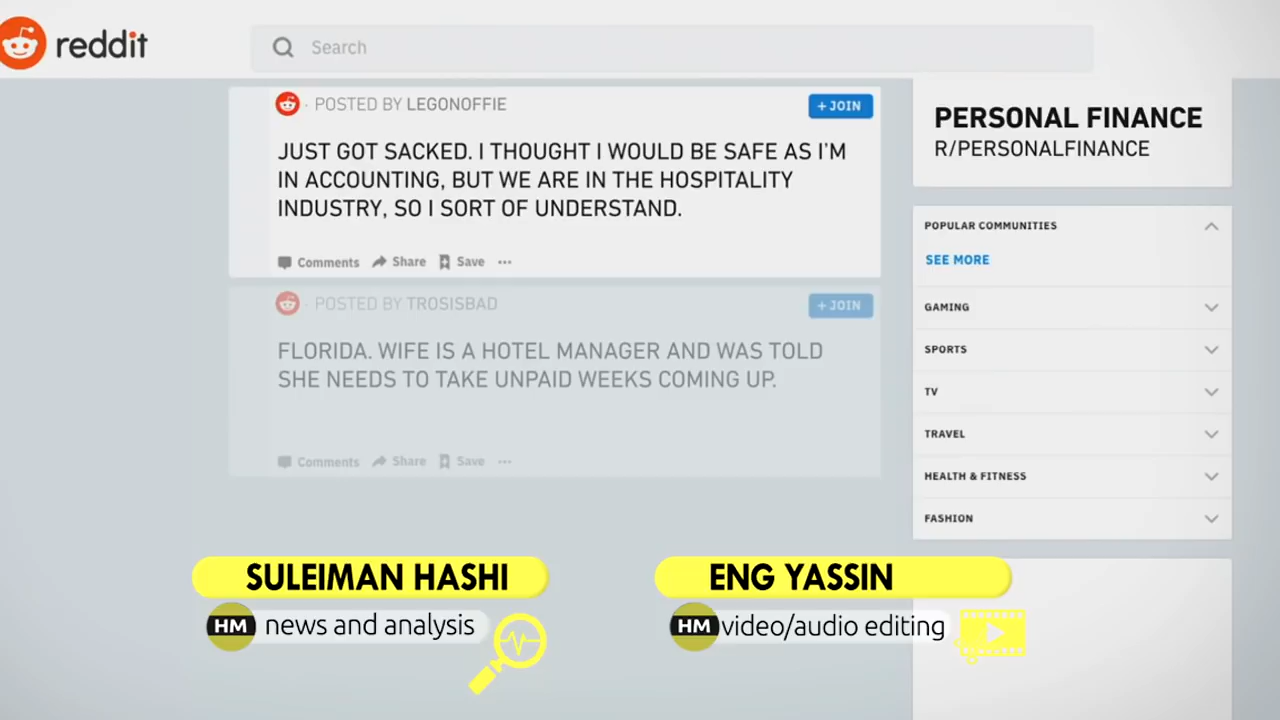 reddit
Search
· POSTED BY LEGONOFFIE
+ JOIN
JUST GOT SACKED. I THOUGHT I WOULD BE SAFE AS I'M
IN ACCOUNTING, BUT WE ARE IN THE HOSPITALITY
INDUSTRY, SO I SORT OF UNDERSTAND.
Comments Share Save ···
· POSTED BY TROSISBAD
+ JOIN
FLORIDA. WIFE IS A HOTEL MANAGER AND WAS TOLD
SHE NEEDS TO TAKE UNPAID WEEKS COMING UP.
Comments Share Save ···
PERSONAL FINANCE
R/PERSONALFINANCE
POPULAR COMMUNITIES
SEE MORE
GAMING
SPORTS
TV
TRAVEL
HEALTH & FITNESS
FASHION
SULEIMAN HASHI
HM news and analysis
ENG YASSIN
HM video/audio editing